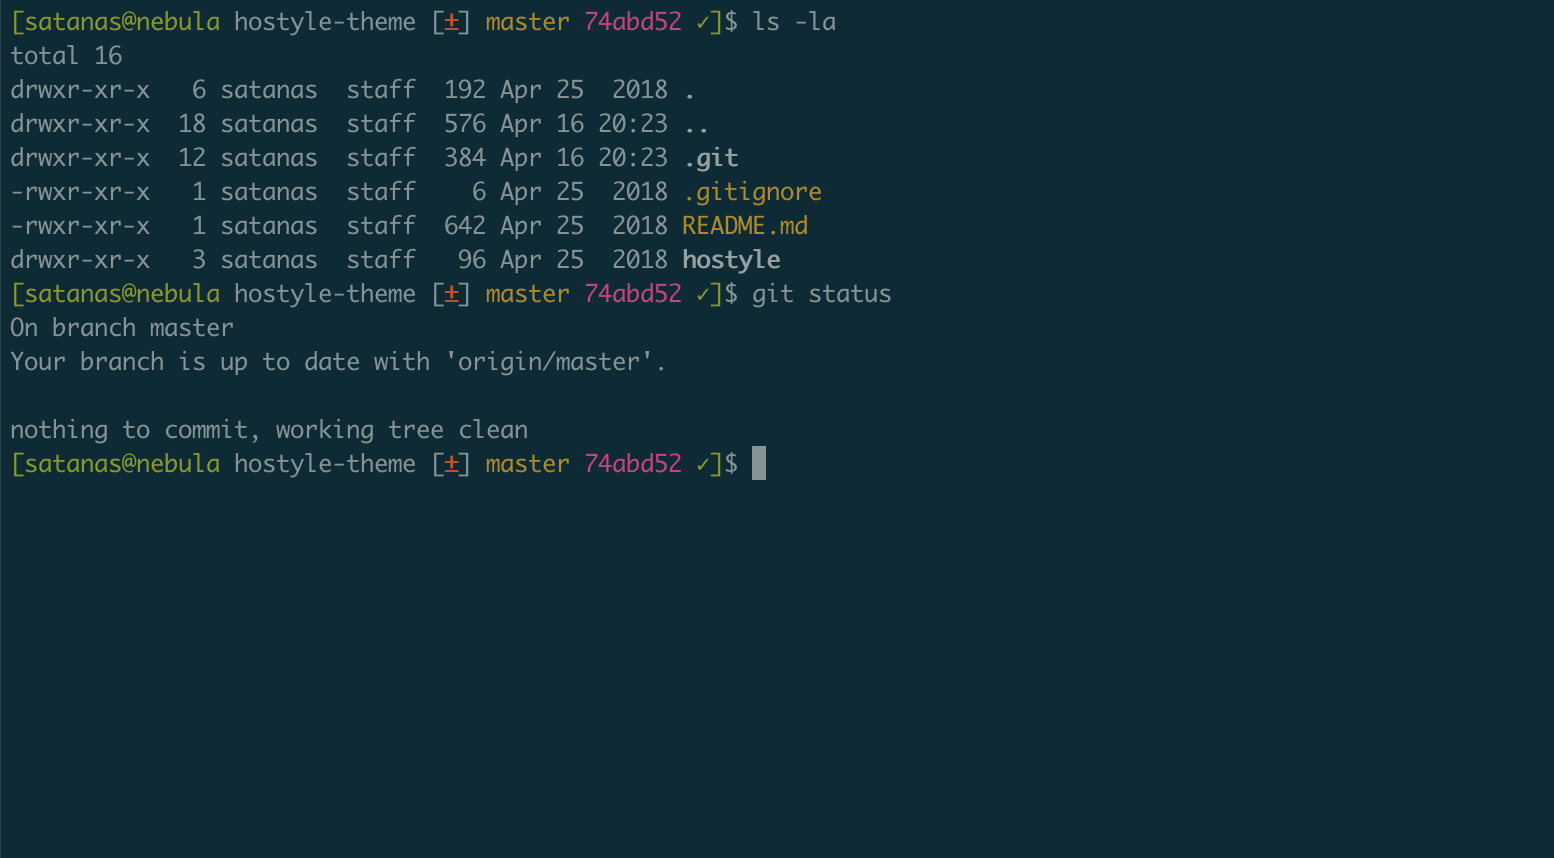 [satanas@nebula hostyle-theme [±] master 74abd52 ✓]$ ls -la
total 16
drwxr-xr-x   6 satanas  staff  192 Apr 25  2018 .
drwxr-xr-x  18 satanas  staff  576 Apr 16 20:23 ..
drwxr-xr-x  12 satanas  staff  384 Apr 16 20:23 .git
-rwxr-xr-x   1 satanas  staff    6 Apr 25  2018 .gitignore
-rwxr-xr-x   1 satanas  staff  642 Apr 25  2018 README.md
drwxr-xr-x   3 satanas  staff   96 Apr 25  2018 hostyle
[satanas@nebula hostyle-theme [±] master 74abd52 ✓]$ git status
On branch master
Your branch is up to date with 'origin/master'.

nothing to commit, working tree clean
[satanas@nebula hostyle-theme [±] master 74abd52 ✓]$